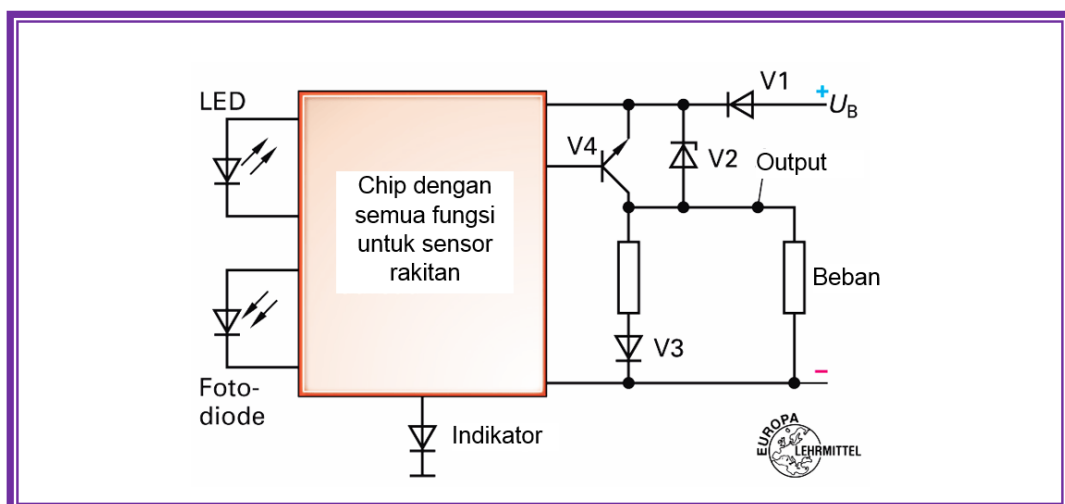 LED
V1
+
UB
V4
V2
Output
Chip dengan
semua fungsi
untuk sensor
rakitan
Beban
V3
−
Foto-
diode
Indikator
EUROPA
LEHRMITTEL